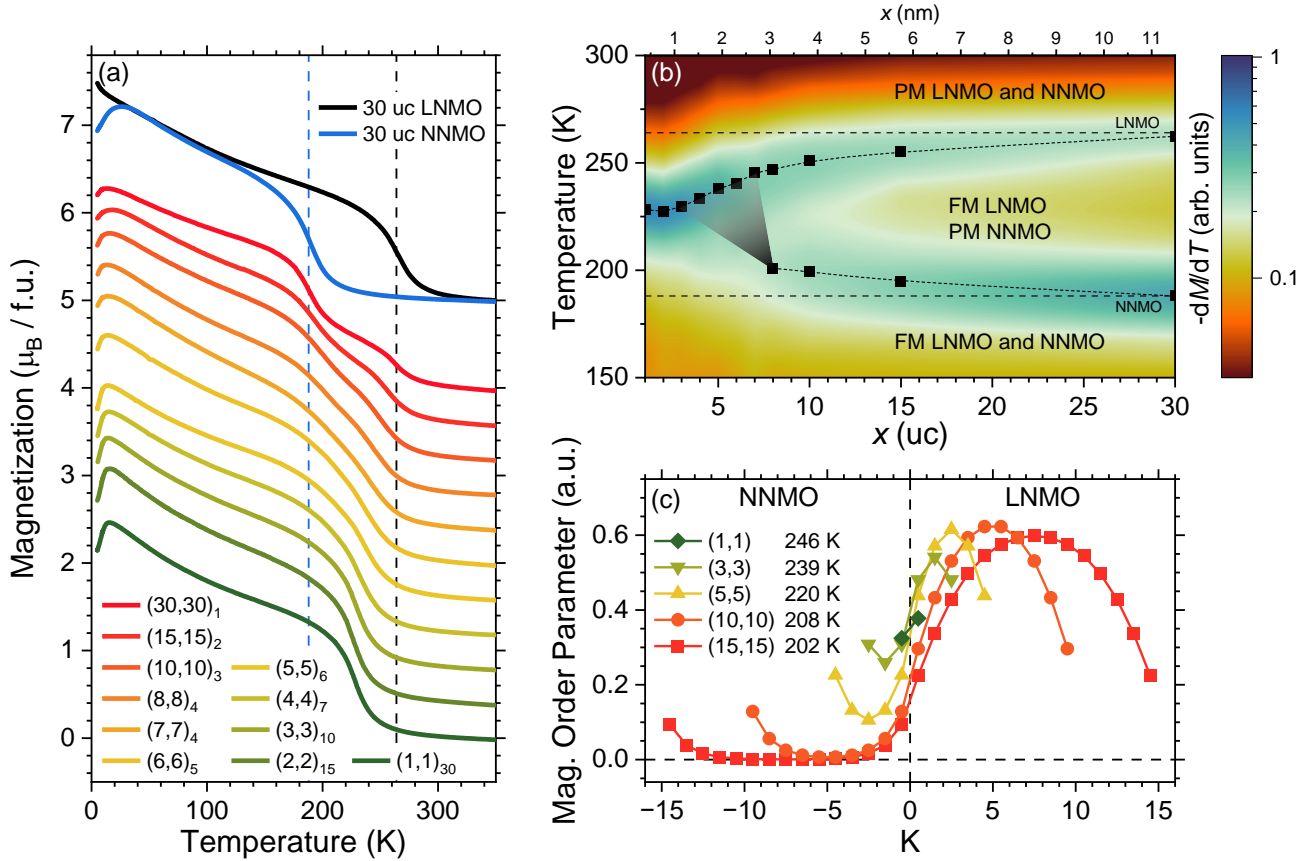 (a)
30 uc LNMO
30 uc NNMO
7
6
5
4
3
2
1
0
Magnetization (μB / f.u.)
(30,30)1
(15,15)2
(10,10)3
(8,8)4
(7,7)4
(6,6)5
(5,5)6
(4,4)7
(3,3)10
(2,2)15
(1,1)30
0 100 200 300
Temperature (K)
x (nm)
1 2 3 4 5 6 7 8 9 10 11
(b)
300
250
200
150
Temperature (K)
PM LNMO and NNMO
LNMO
FM LNMO
PM NNMO
NNMO
FM LNMO and NNMO
5 10 15 20 25 30
x (uc)
1
0.1
-dM/dT (arb. units)
(c)
NNMO
LNMO
(1,1) 246 K
(3,3) 239 K
(5,5) 220 K
(10,10) 208 K
(15,15) 202 K
0.6
0.4
0.2
0.0
Mag. Order Parameter (a.u.)
−15 −10 −5 0 5 10 15
K